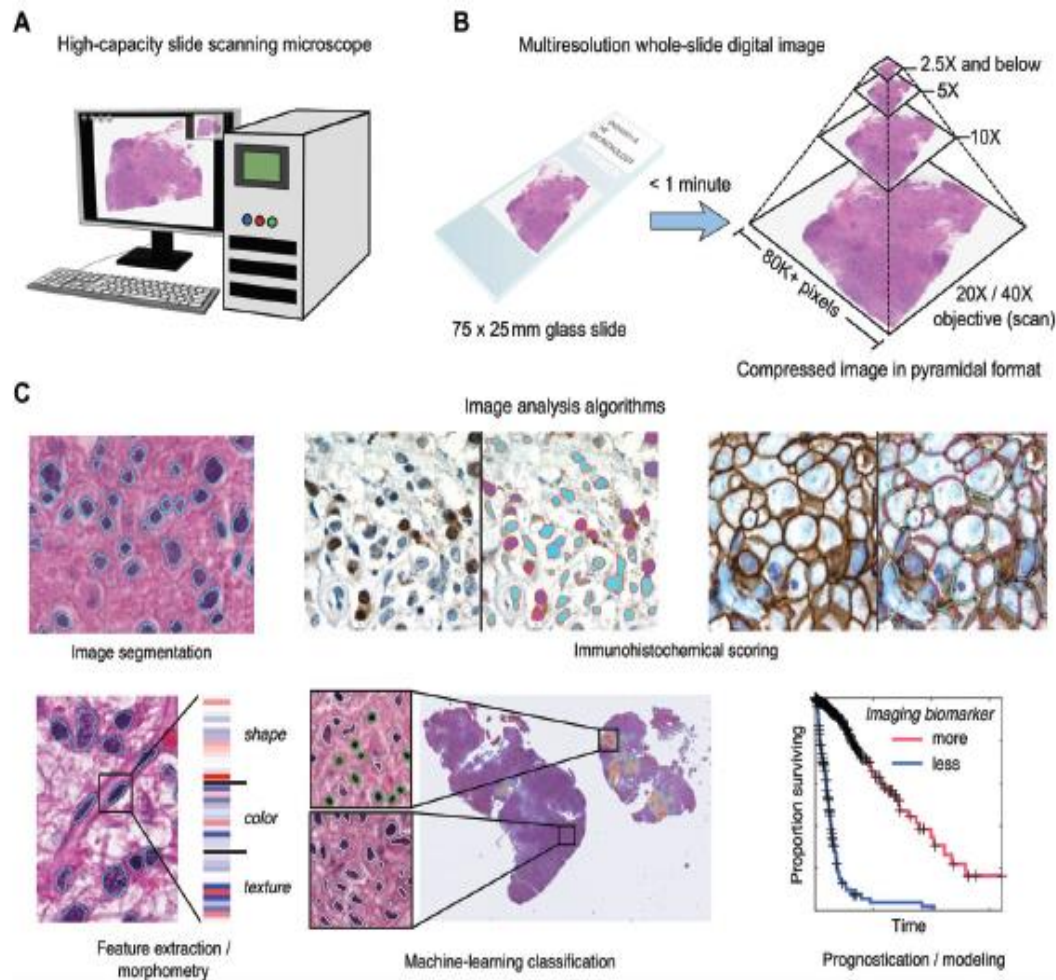 A
High-capacity slide scanning microscope
B
Multiresolution whole-slide digital image
2.5X and below
5X
10X
< 1 minute
80K+ pixels
20X / 40X
objective (scan)
75 x 25 mm glass slide
Compressed image in pyramidal format
C
Image analysis algorithms
Image segmentation
Immunohistochemical scoring
shape
color
texture
Feature extraction /
morphometry
Machine-learning classification
Proportion surviving
Imaging biomarker
more
less
Time
Prognostication / modeling